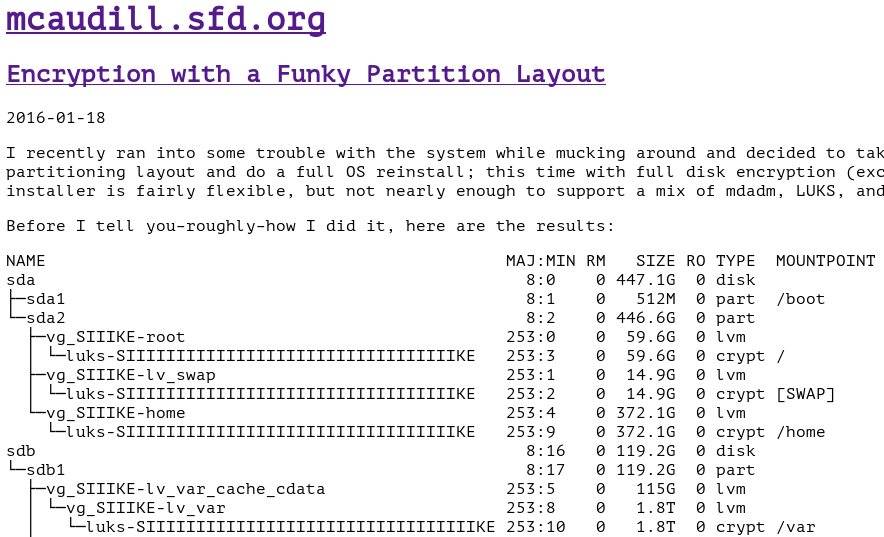 mcaudill.sfd.org
Encryption with a Funky Partition Layout
2016-01-18
I recently ran into some trouble with the system while mucking around and decided to tak
partitioning layout and do a full OS reinstall; this time with full disk encryption (exc
installer is fairly flexible, but not nearly enough to support a mix of mdadm, LUKS, and
Before I tell you–roughly–how I did it, here are the results:
NAME                                              MAJ:MIN RM   SIZE RO TYPE  MOUNTPOINT
sda                                                 8:0    0 447.1G  0 disk
├─sda1                                              8:1    0   512M  0 part  /boot
└─sda2                                              8:2    0 446.6G  0 part
  ├─vg_SIIIKE-root                                253:0    0  59.6G  0 lvm
  │ └─luks-SIIIIIIIIIIIIIIIIIIIIIIIIIIIIIIIIIKE   253:3    0  59.6G  0 crypt /
  ├─vg_SIIIKE-lv_swap                             253:1    0  14.9G  0 lvm
  │ └─luks-SIIIIIIIIIIIIIIIIIIIIIIIIIIIIIIIIIKE   253:2    0  14.9G  0 crypt [SWAP]
  └─vg_SIIIKE-home                                253:4    0 372.1G  0 lvm
    └─luks-SIIIIIIIIIIIIIIIIIIIIIIIIIIIIIIIIIKE   253:9    0 372.1G  0 crypt /home
sdb                                                 8:16   0 119.2G  0 disk
└─sdb1                                              8:17   0 119.2G  0 part
  ├─vg_SIIIKE-lv_var_cache_cdata                  253:5    0   115G  0 lvm
  │ └─vg_SIIIKE-lv_var                            253:8    0   1.8T  0 lvm
  │   └─luks-SIIIIIIIIIIIIIIIIIIIIIIIIIIIIIIIIIKE 253:10   0   1.8T  0 crypt /var